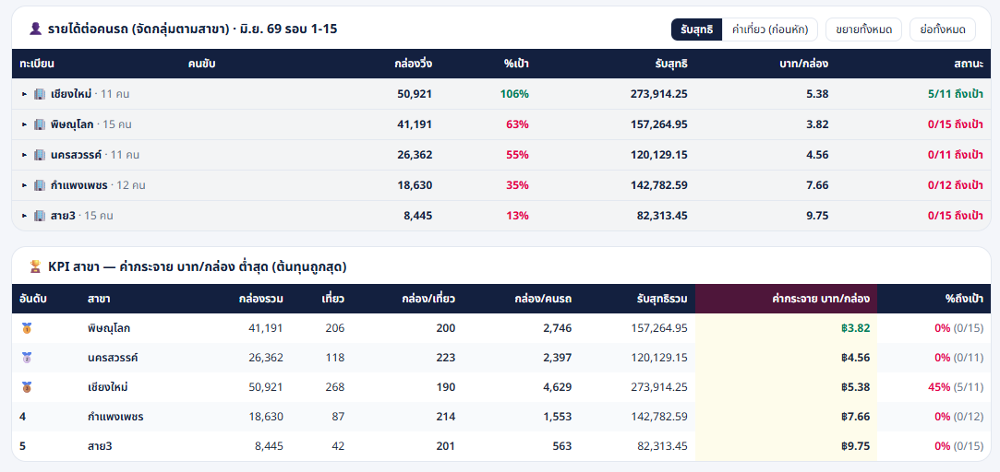 รายได้ต่อคนรถ (จัดกลุ่มตามสาขา) · มิ.ย. 69 รอบ 1-15 รับสุทธิ ค่าเที่ยว (ก่อนหัก) ขยายทั้งหมด ย่อทั้งหมด
ทะเบียน คนขับ กล่องวิ่ง %เป้า รับสุทธิ บาท/กล่อง สถานะ
▸ เชียงใหม่ · 11 คน 50,921 106% 273,914.25 5.38 5/11 ถึงเป้า
▸ พิษณุโลก · 15 คน 41,191 63% 157,264.95 3.82 0/15 ถึงเป้า
▸ นครสวรรค์ · 11 คน 26,362 55% 120,129.15 4.56 0/11 ถึงเป้า
▸ กำแพงเพชร · 12 คน 18,630 35% 142,782.59 7.66 0/12 ถึงเป้า
▸ สาย3 · 15 คน 8,445 13% 82,313.45 9.75 0/15 ถึงเป้า
KPI สาขา — ค่ากระจาย บาท/กล่อง ต่ำสุด (ต้นทุนถูกสุด)
อันดับ สาขา กล่องรวม เที่ยว กล่อง/เที่ยว กล่อง/คนรถ รับสุทธิรวม ค่ากระจาย บาท/กล่อง %ถึงเป้า
🥇 พิษณุโลก 41,191 206 200 2,746 157,264.95 ฿3.82 0% (0/15)
🥈 นครสวรรค์ 26,362 118 223 2,397 120,129.15 ฿4.56 0% (0/11)
🥉 เชียงใหม่ 50,921 268 190 4,629 273,914.25 ฿5.38 45% (5/11)
4 กำแพงเพชร 18,630 87 214 1,553 142,782.59 ฿7.66 0% (0/12)
5 สาย3 8,445 42 201 563 82,313.45 ฿9.75 0% (0/15)